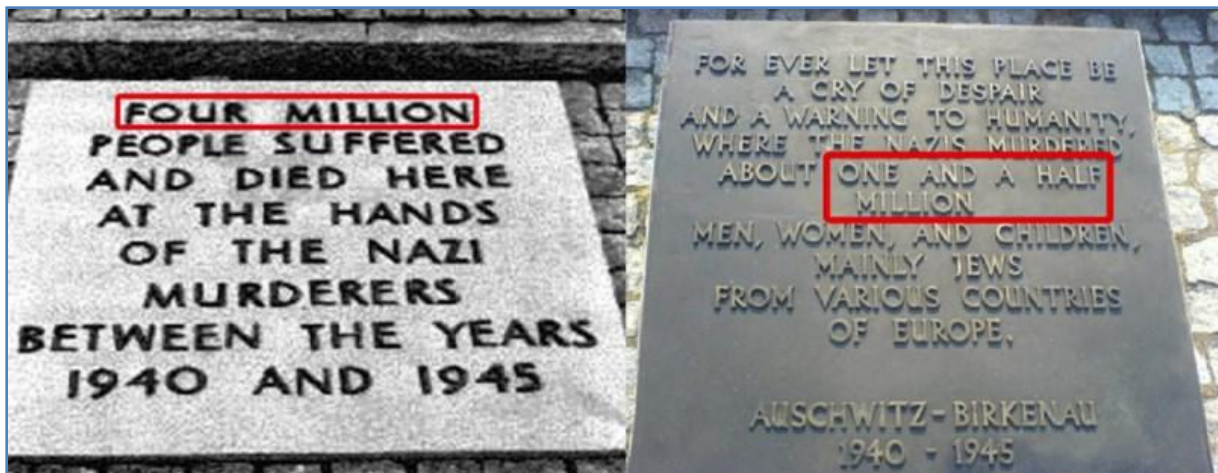 FOUR MILLION
PEOPLE SUFFERED
AND DIED HERE
AT THE HANDS
OF THE NAZI
MURDERERS
BETWEEN THE YEARS
1940 AND 1945
FOR EVER LET THIS PLACE BE
A CRY OF DESPAIR
AND A WARNING TO HUMANITY,
WHERE THE NAZIS MURDERED
ABOUT ONE AND A HALF
MILLION
MEN, WOMEN, AND CHILDREN,
MAINLY JEWS
FROM VARIOUS COUNTRIES
OF EUROPE.
AUSCHWITZ-BIRKENAU
1940 - 1945